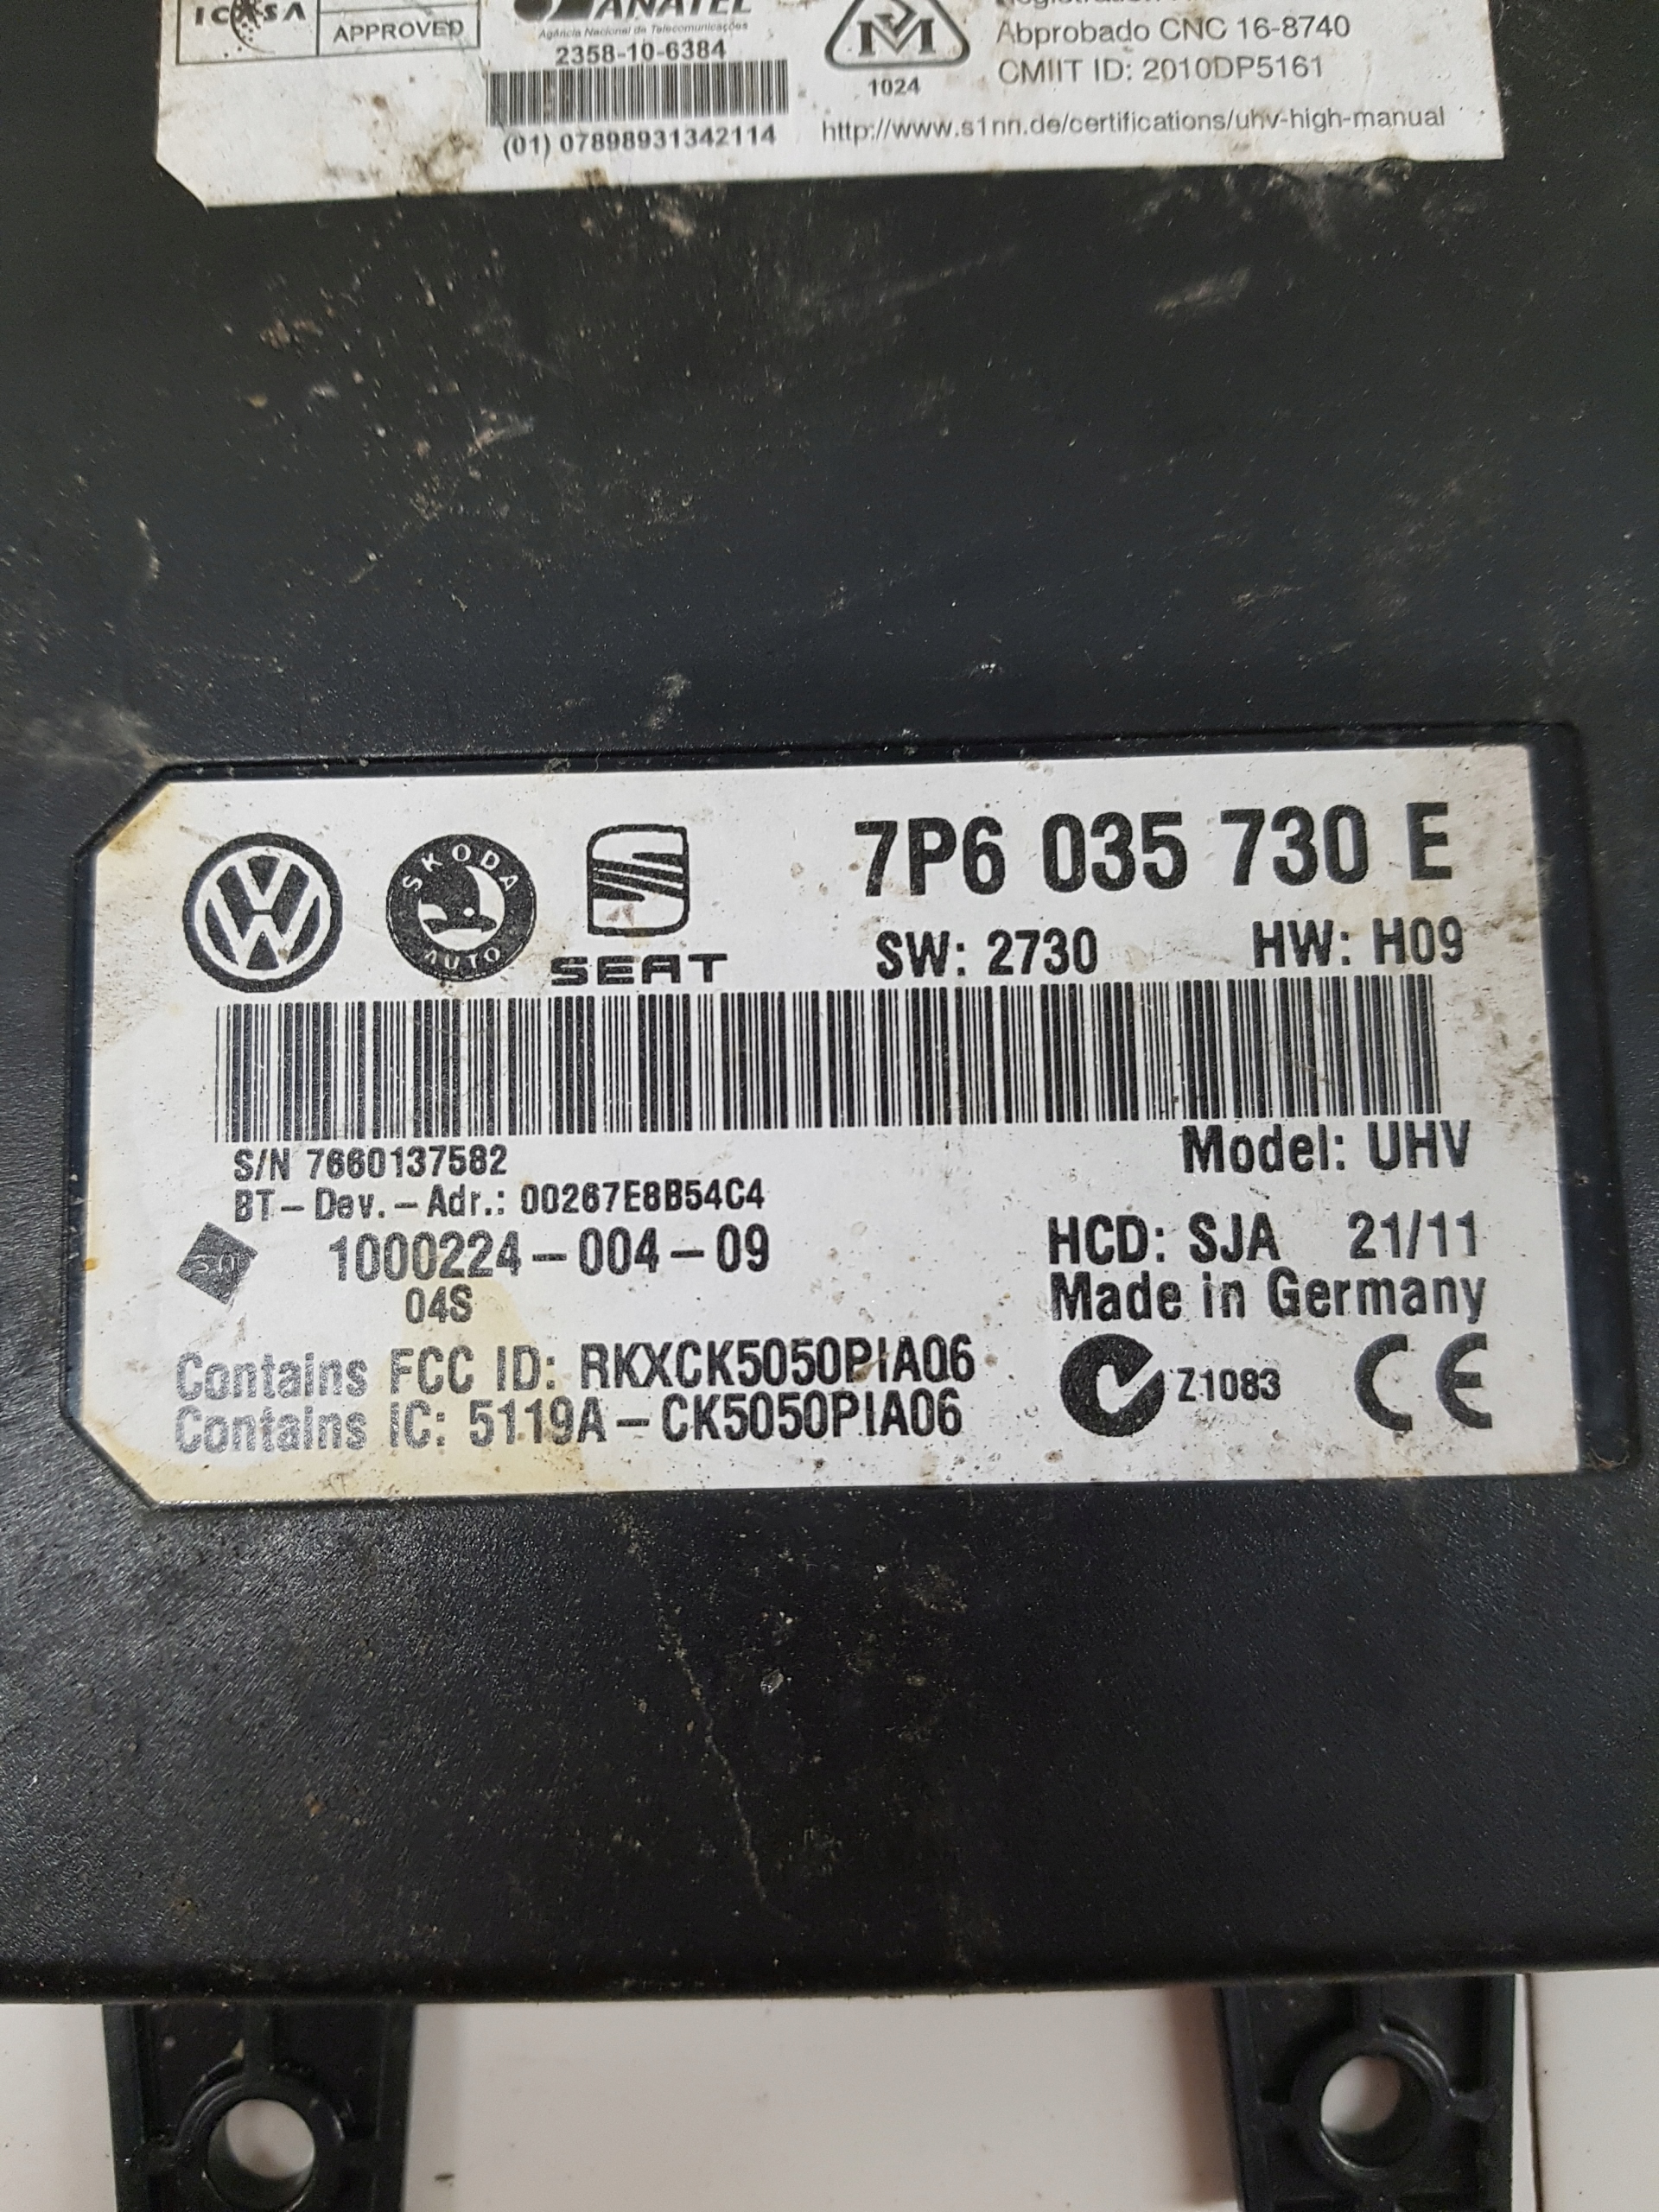 ICASA
APPROVED
ANATEL
Agência Nacional de Telecomunicações
2358-10-6384
(01) 07898931342114
1024
Abprobado CNC 16-8740
CMIIT ID: 2010DP5161
http://www.s1nn.de/certifications/uhv-high-manual
SKODA
AUTO
SEAT
7P6 035 730 E
SW: 2730 HW: H09
S/N 7660137582
Model: UHV
BT-Dev.-Adr.: 00267E8B54C4
1000224-004-09
04S
HCD: SJA 21/11
Made in Germany
Contains FCC ID: RKXCK5050PIA06
Contains IC: 5119A-CK5050PIA06
Z1083
CE